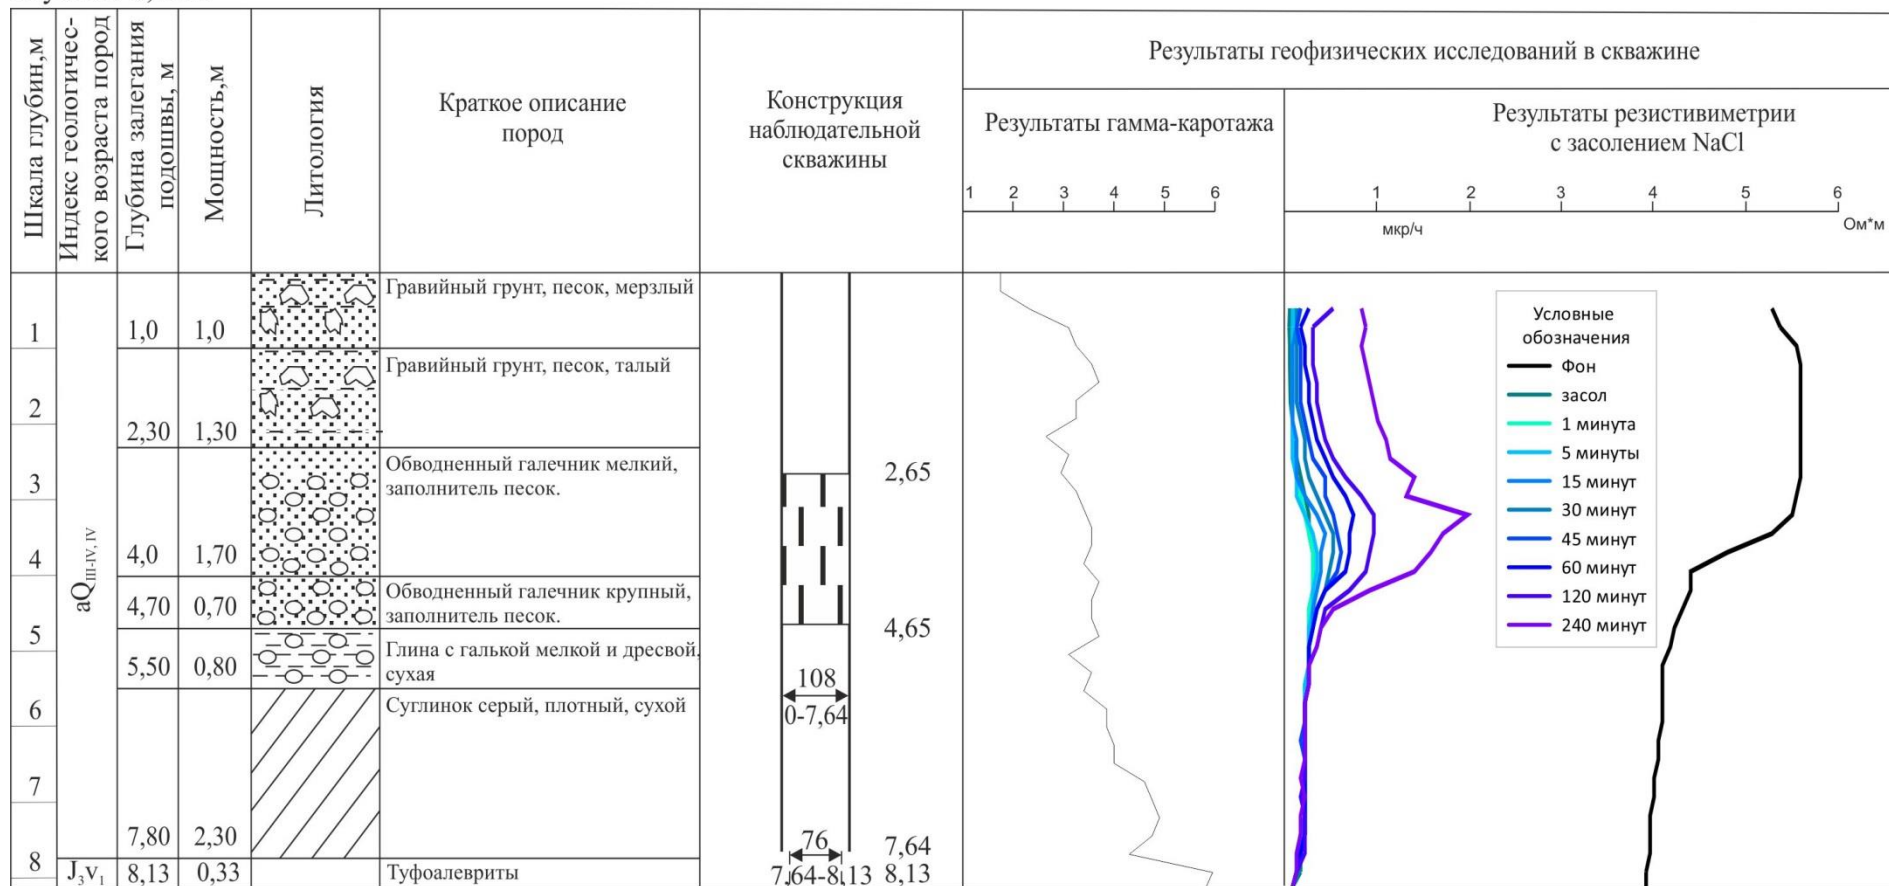 Шкала глубин,м
Индекс геологичес-
кого возраста пород
Глубина залегания
подошвы, м
Мощность,м
Литология
Краткое описание
пород
Конструкция
наблюдательной
скважины
Результаты геофизических исследований в скважине
Результаты гамма-каротажа
1 2 3 4 5 6
Результаты резистивиметрии
с засолением NaCl
1 2 3 4 5 6
мкр/ч
Ом*м
1
2
3
4
5
6
7
8
aQIII-IV, IV
J3v1
1,0 1,0 Гравийный грунт, песок, мерзлый
2,30 1,30 Гравийный грунт, песок, талый
4,0 1,70 Обводненный галечник мелкий,
заполнитель песок.
4,70 0,70 Обводненный галечник крупный,
заполнитель песок.
5,50 0,80 Глина с галькой мелкой и дресвой,
сухая
7,80 2,30 Суглинок серый, плотный, сухой
8,13 0,33 Туфоалевриты
2,65
4,65
108
0-7,64
76
7,64
7,64-8,13
8,13
Условные
обозначения
Фон
засол
1 минута
5 минуты
15 минут
30 минут
45 минут
60 минут
120 минут
240 минут